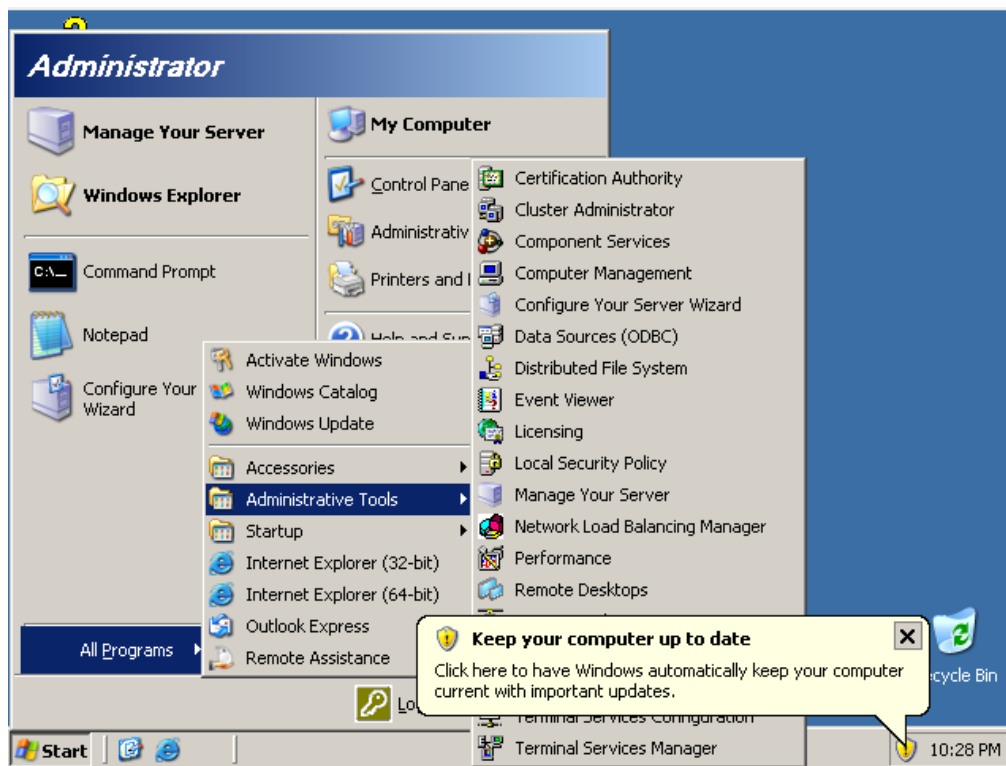 Administrator
Manage Your Server
Windows Explorer
C:\_
Command Prompt
Notepad
Configure Your
Wizard
All Programs
My Computer
Control Pane
Administrativ
Printers and
Help and Sup
Activate Windows
Windows Catalog
Windows Update
Accessories
Administrative Tools
Startup
Internet Explorer (32-bit)
Internet Explorer (64-bit)
Outlook Express
Remote Assistance
Certification Authority
Cluster Administrator
Component Services
Computer Management
Configure Your Server Wizard
Data Sources (ODBC)
Distributed File System
Event Viewer
Licensing
Local Security Policy
Manage Your Server
Network Load Balancing Manager
Performance
Remote Desktops
Terminal Services Configuration
Terminal Services Manager
Keep your computer up to date
Click here to have Windows automatically keep your computer
current with important updates.
Lo
ecycle Bin
Start
10:28 PM